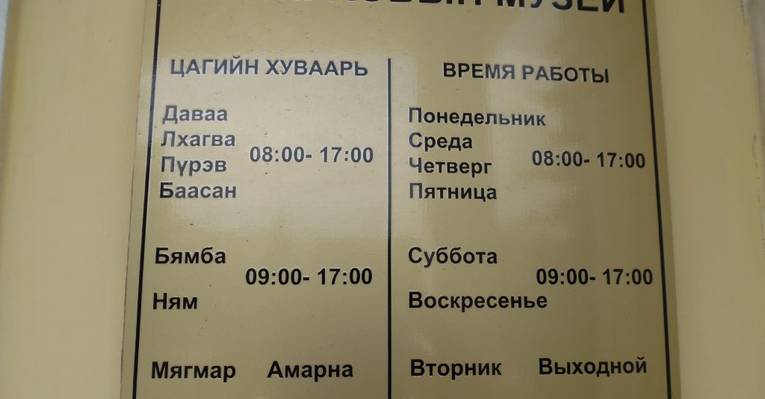 МУЗЕЙ
ЦАГИЙН ХУВААРЬ
Даваа
Лхагва
Пүрэв
Баасан
08:00- 17:00
Бямба
Ням
09:00- 17:00
Мягмар Амарна
ВРЕМЯ РАБОТЫ
Понедельник
Среда
Четверг
Пятница
08:00- 17:00
Суббота
Воскресенье
09:00- 17:00
Вторник Выходной